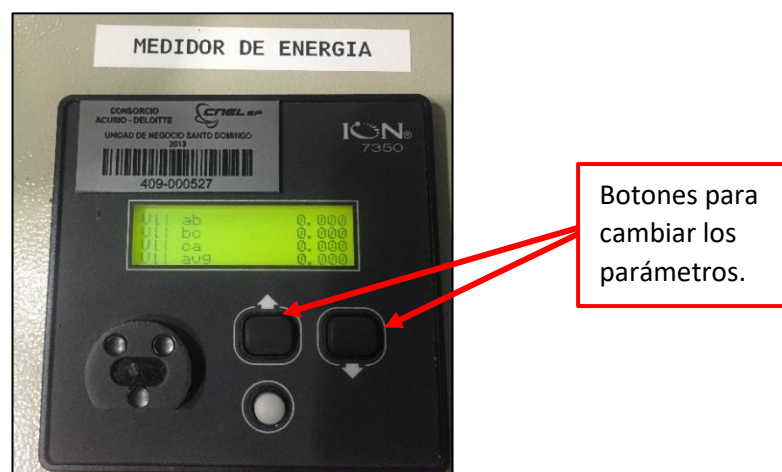 MEDIDOR DE ENERGIA
CONSORCIO
ACURIO - DELOITTE
CNEL EP
UNIDAD DE NEGOCIO SANTO DOMINGO
2013
409-000527
ION®
7350
Vll ab 0.000
Vll bc 0.000
Vll ca 0.000
Vll avg 0.000
Botones para
cambiar los
parámetros.